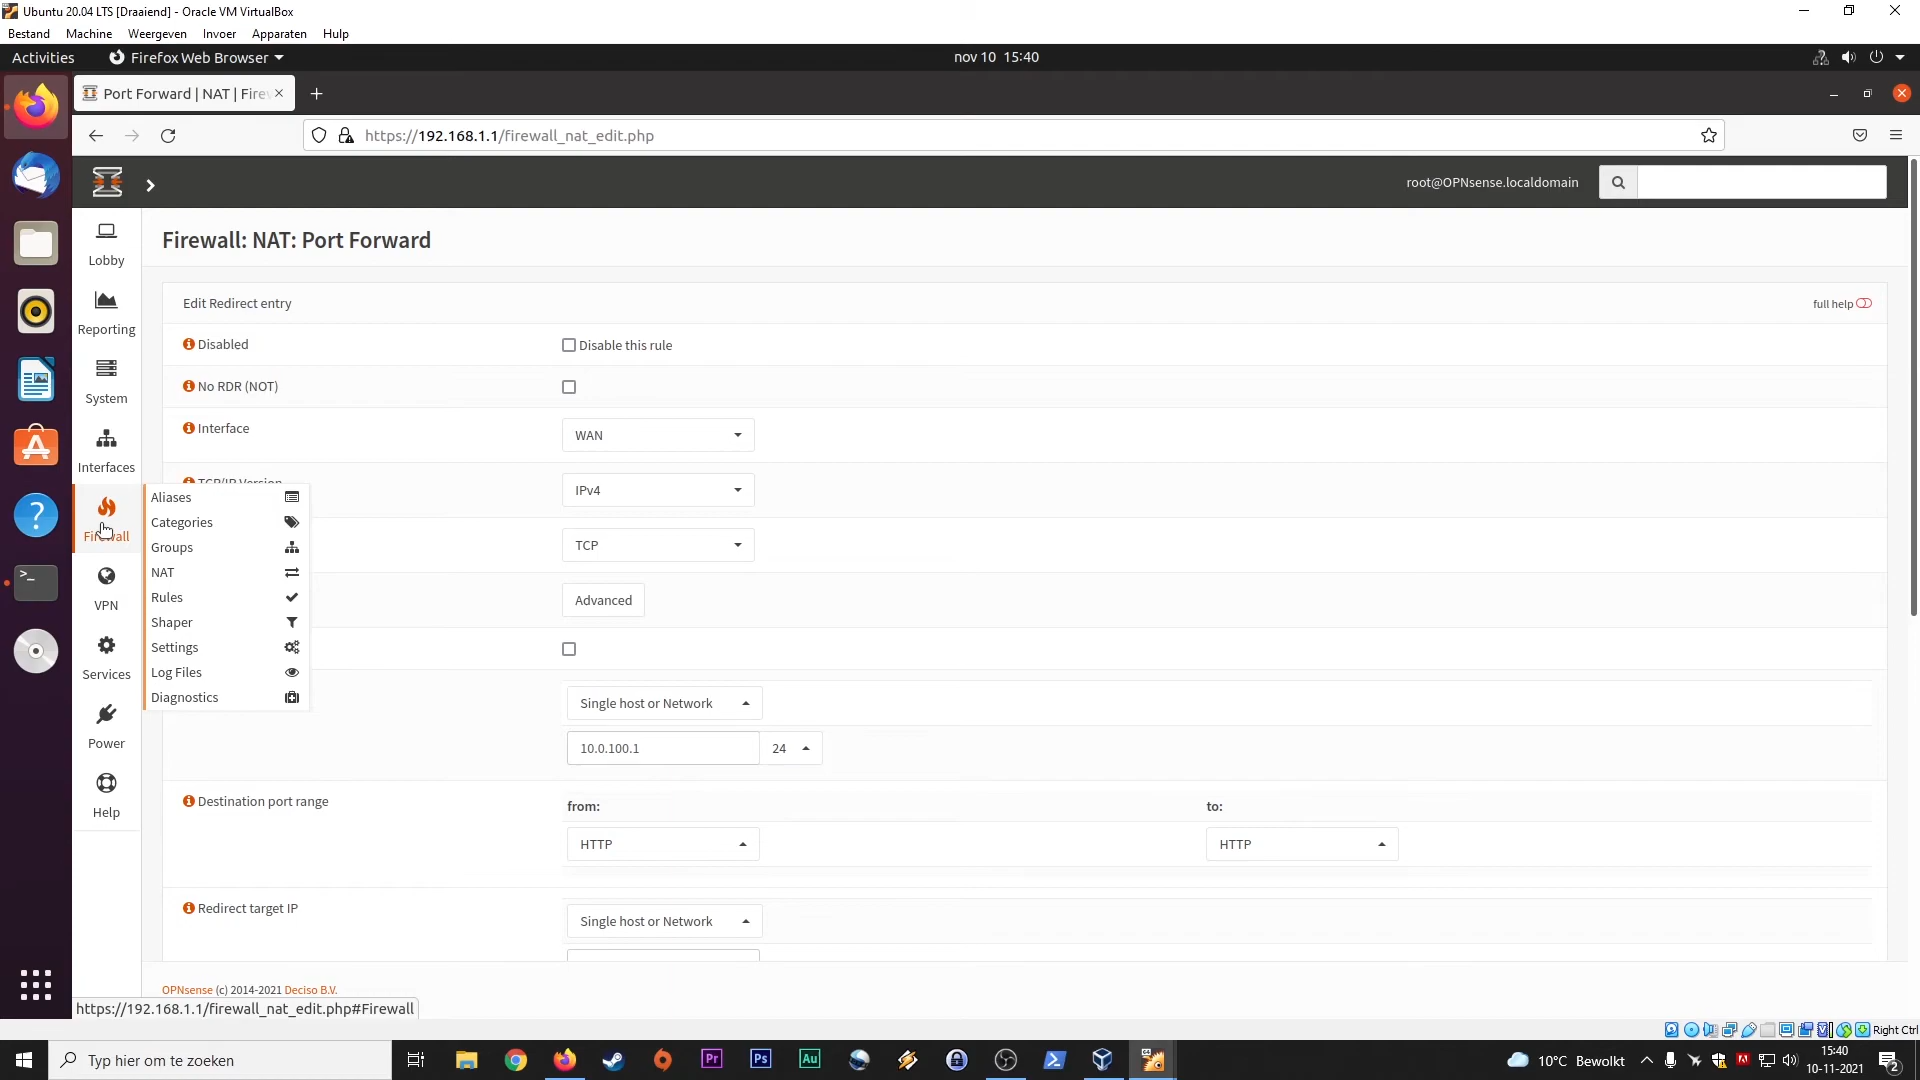 Ubuntu 20.04 LTS [Draaiend] - Oracle VM VirtualBox
Bestand Machine Weergeven Invoer Apparaten Hulp
Activities Firefox Web Browser nov 10 15:40
Port Forward | NAT | Fire
https://192.168.1.1/firewall_nat_edit.php
root@OPNsense.localdomain
Lobby
Reporting
System
Interfaces
Firewall
VPN
Services
Power
Help
Aliases
Categories
Groups
NAT
Rules
Shaper
Settings
Log Files
Diagnostics
Firewall: NAT: Port Forward
Edit Redirect entry full help
Disabled Disable this rule
No RDR (NOT)
Interface WAN
TCP/IP Version IPv4
TCP
Advanced
Single host or Network
10.0.100.1 24
Destination port range from: to:
HTTP HTTP
Redirect target IP Single host or Network
OPNsense (c) 2014-2021 Deciso B.V.
https://192.168.1.1/firewall_nat_edit.php#Firewall
Right Ctrl
Typ hier om te zoeken
Pr Ps Au
64
10°C Bewolkt
15:40
10-11-2021
2